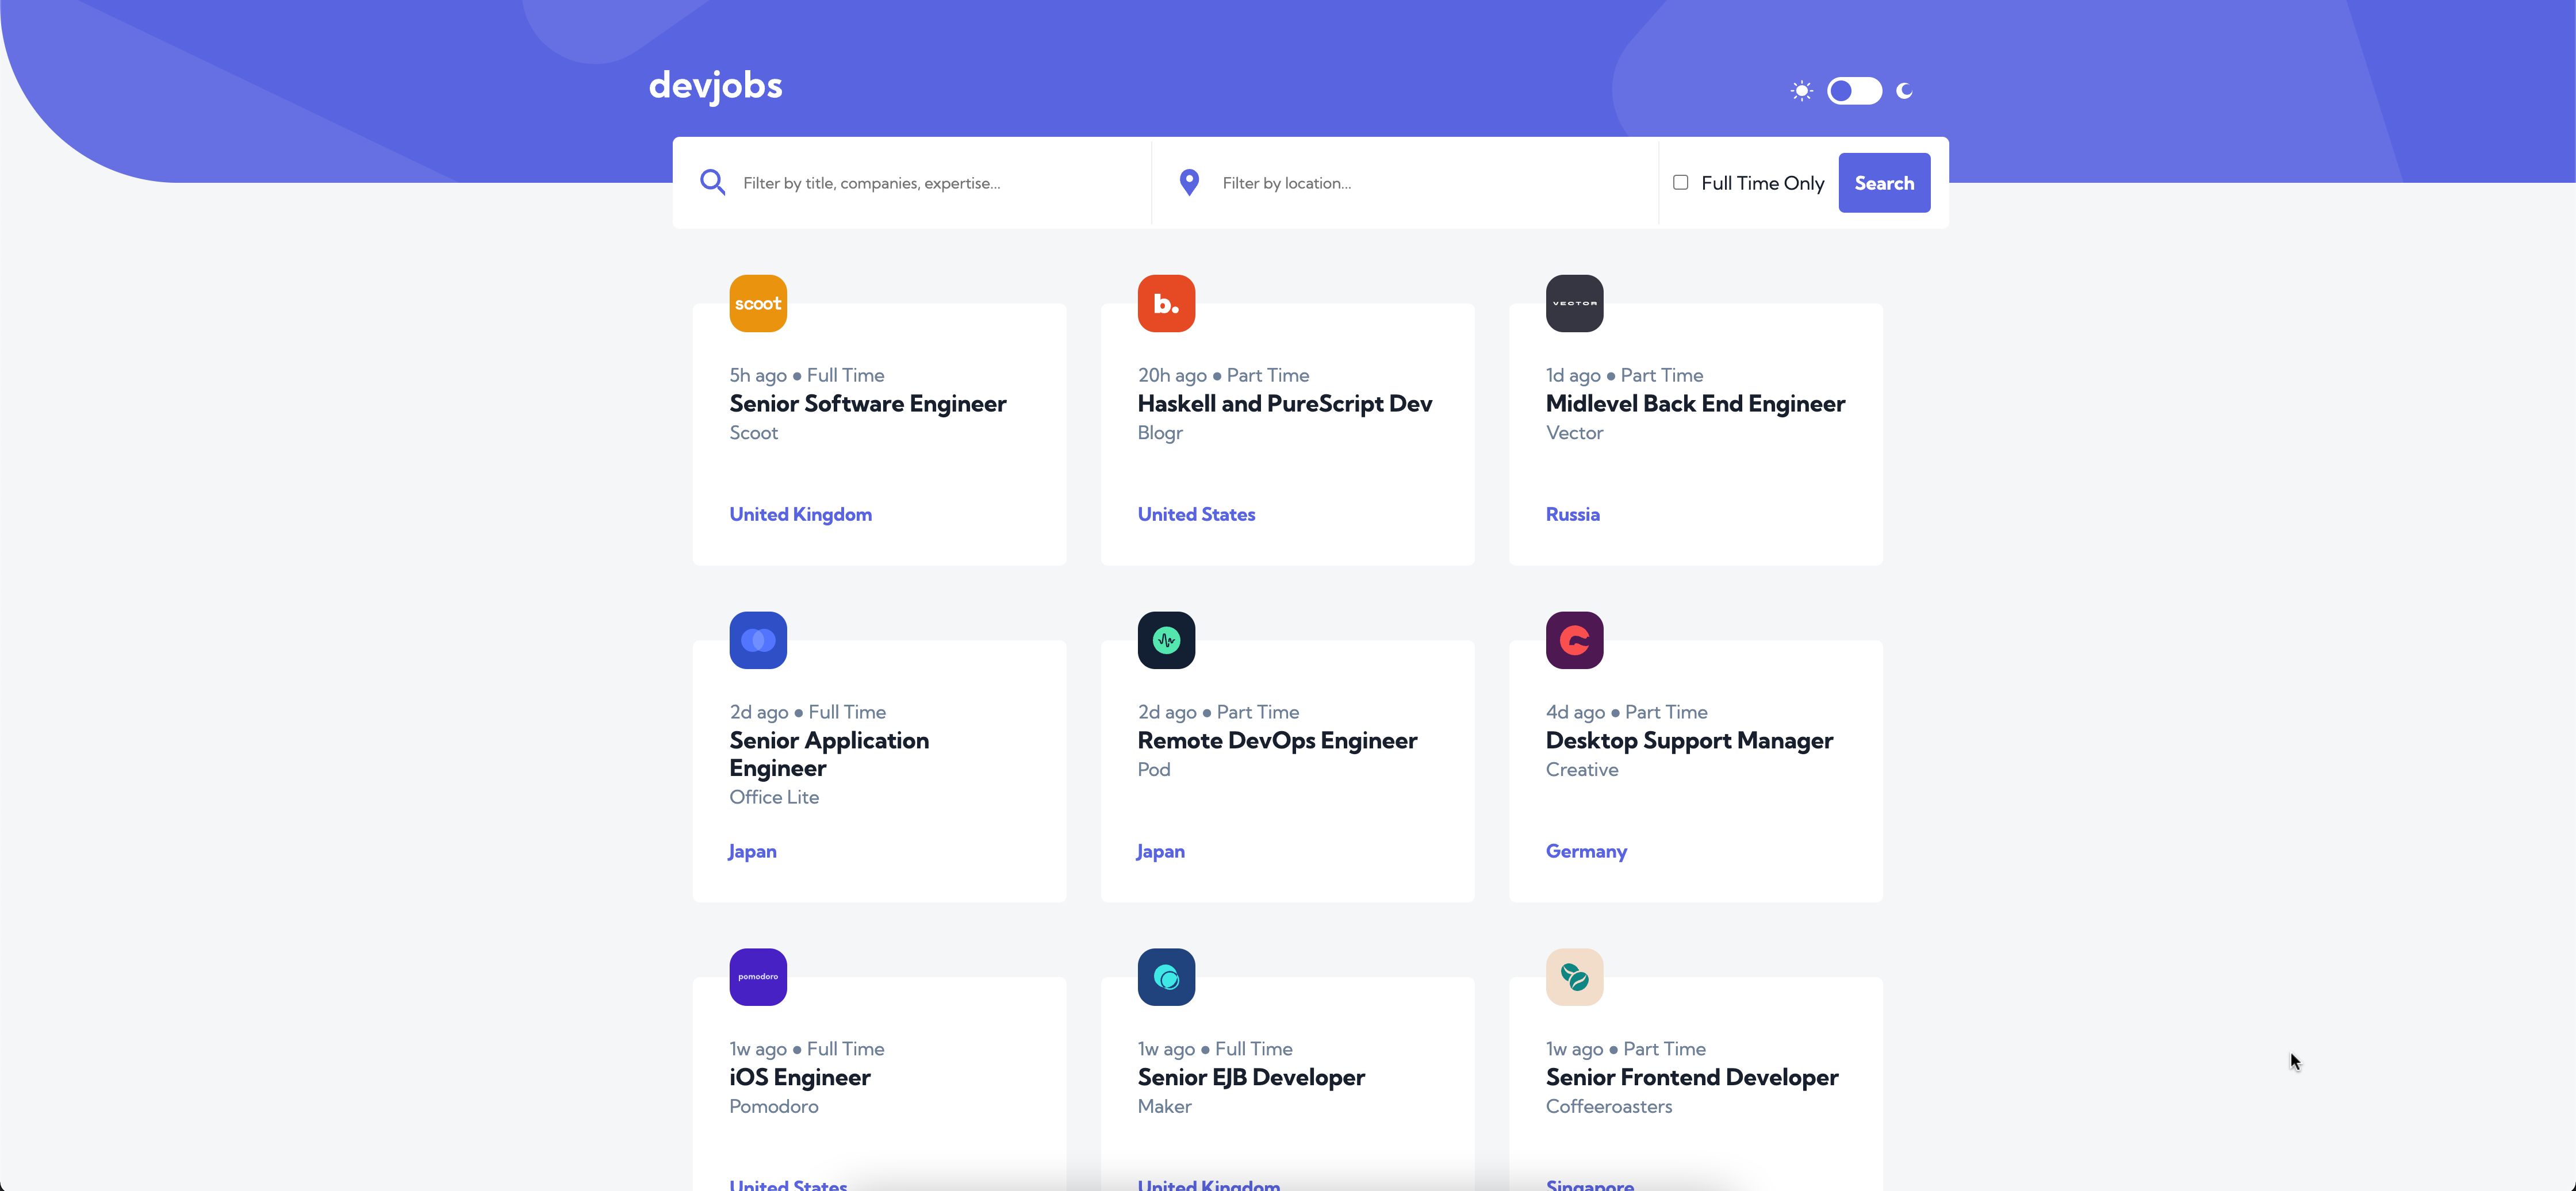 devjobs
Filter by title, companies, expertise...
Filter by location...
Full Time Only
Search
scoot
5h ago ● Full Time
Senior Software Engineer
Scoot
United Kingdom
b.
20h ago ● Part Time
Haskell and PureScript Dev
Blogr
United States
VECTOR
1d ago ● Part Time
Midlevel Back End Engineer
Vector
Russia
2d ago ● Full Time
Senior Application
Engineer
Office Lite
Japan
2d ago ● Part Time
Remote DevOps Engineer
Pod
Japan
4d ago ● Part Time
Desktop Support Manager
Creative
Germany
pomodoro
1w ago ● Full Time
iOS Engineer
Pomodoro
United States
1w ago ● Full Time
Senior EJB Developer
Maker
United Kingdom
1w ago ● Part Time
Senior Frontend Developer
Coffeeroasters
Singapore